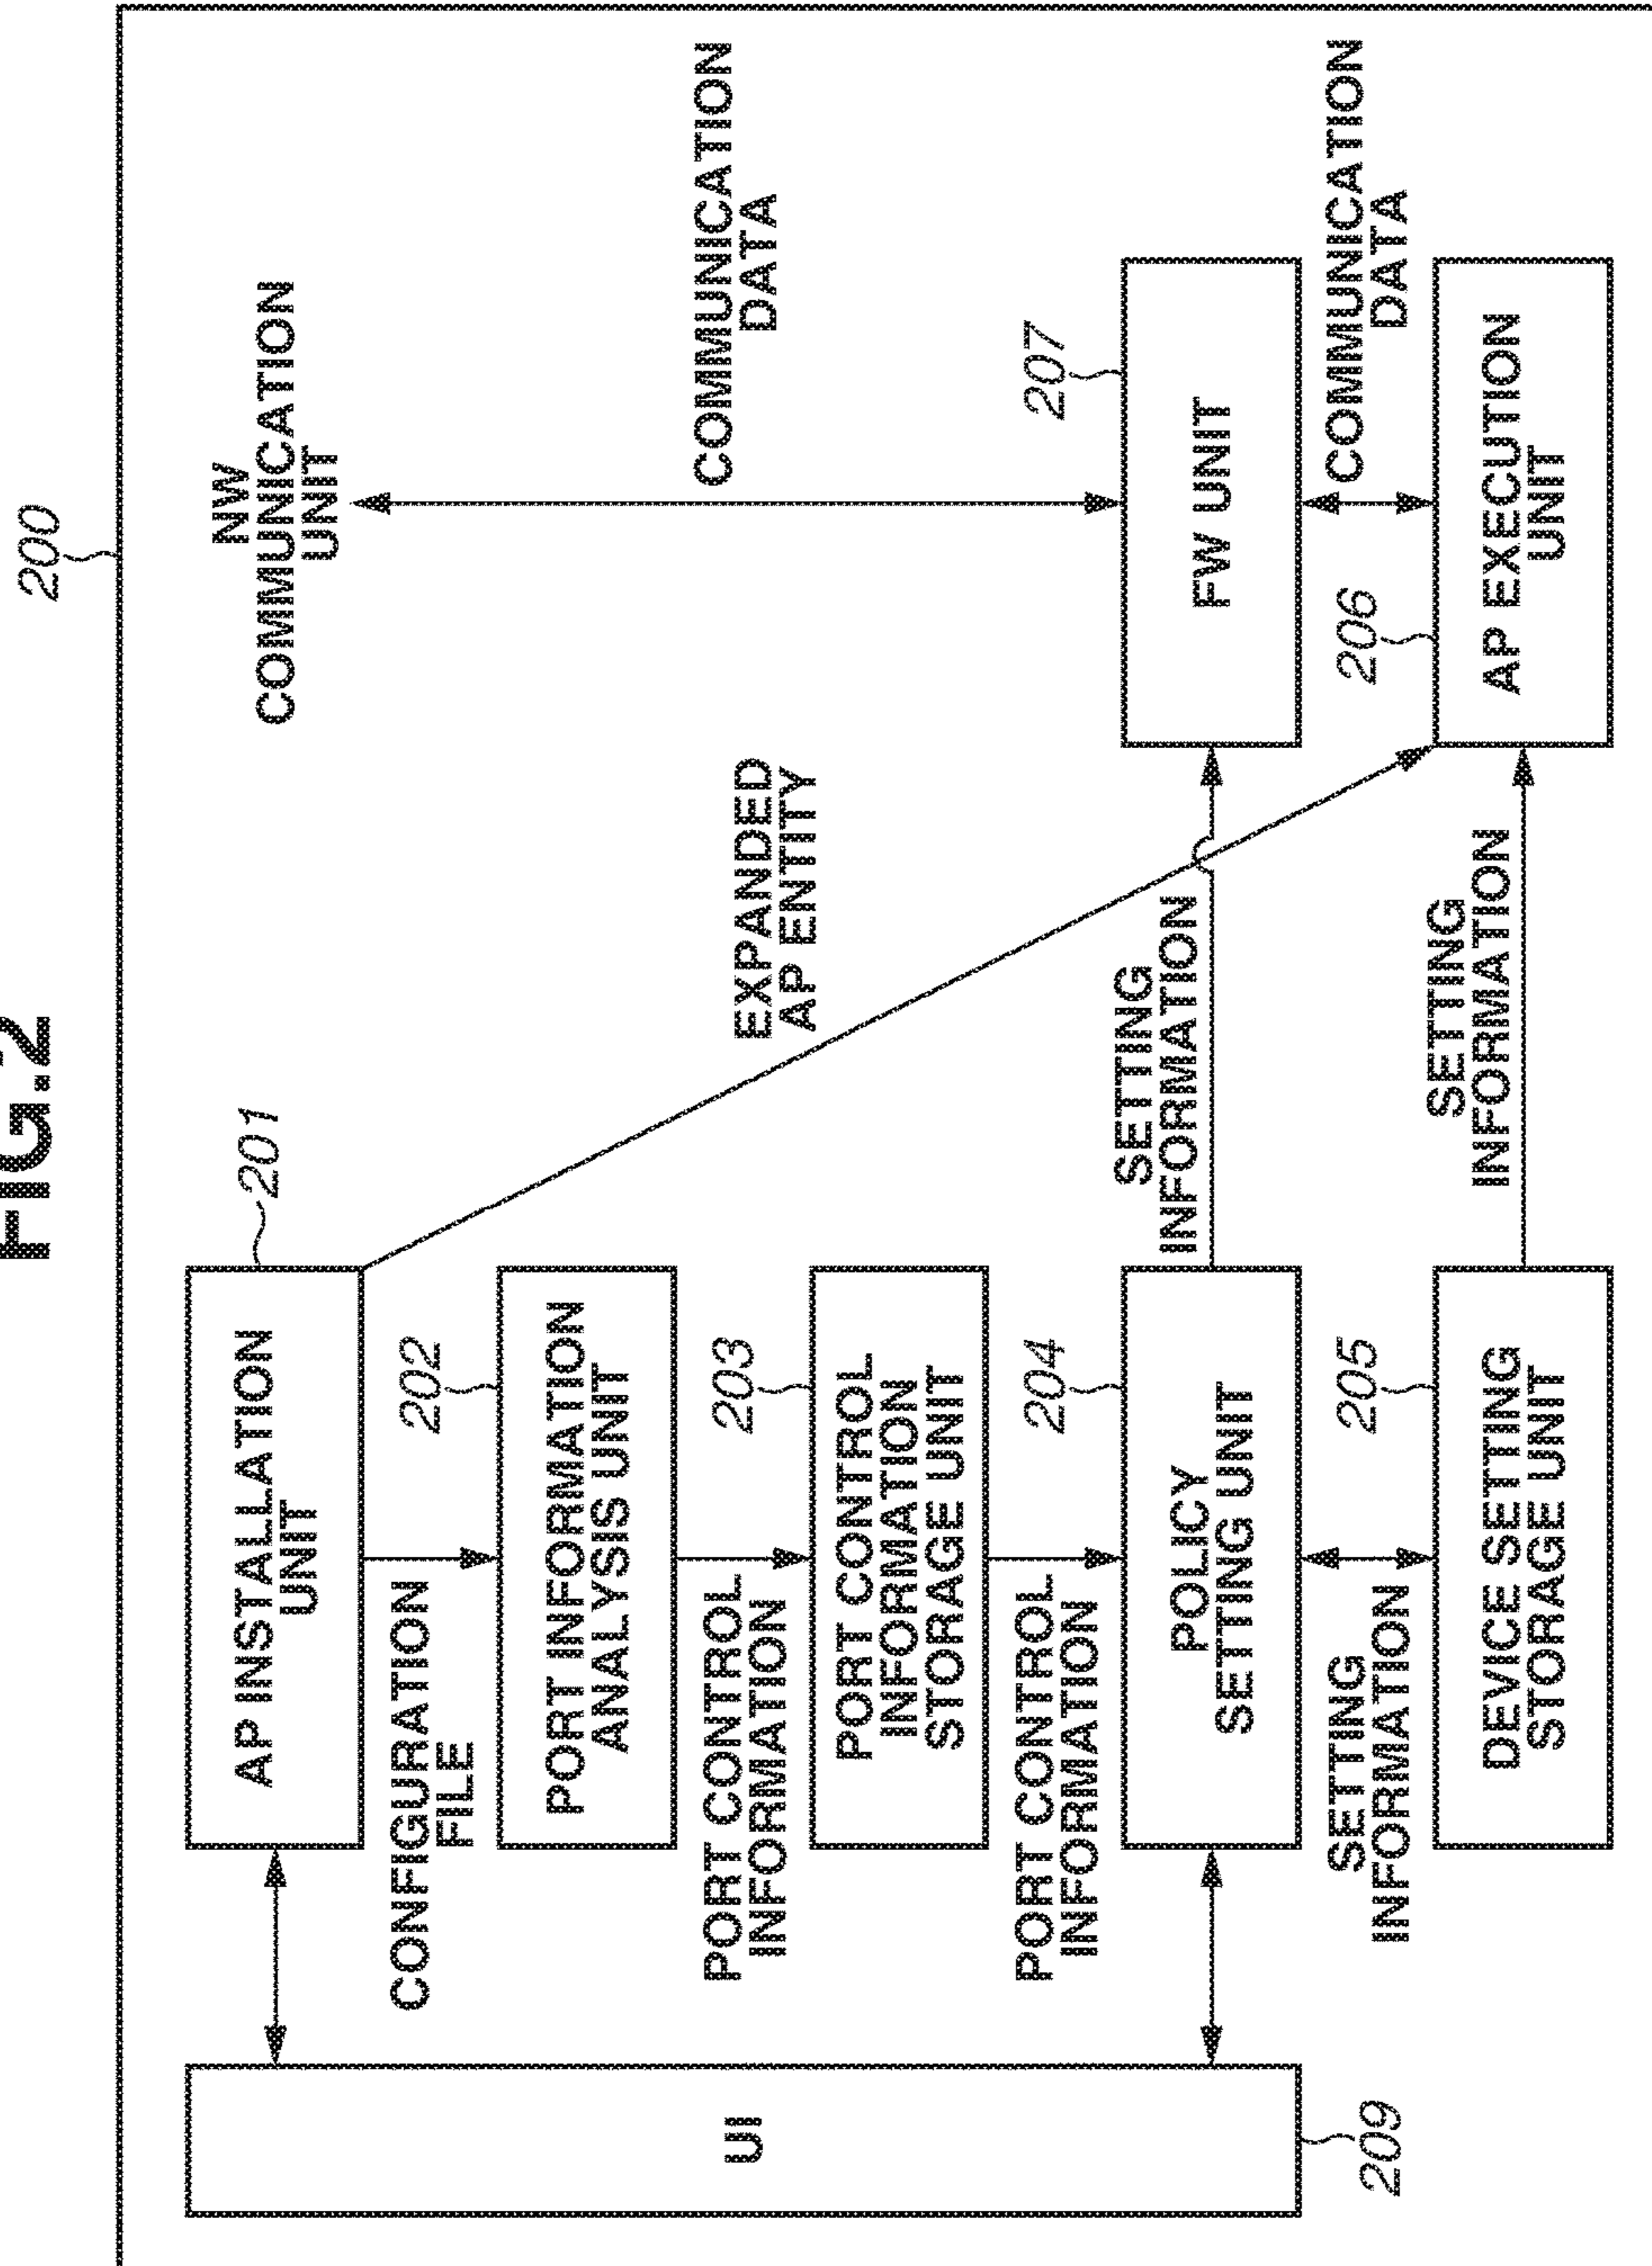 FIG.2
200
NW
COMMUNICATION
UNIT
AP INSTALLATION
UNIT
201
CONFIGURATION
FILE
202
EXPANDED
AP ENTITY
COMMUNICATION
DATA
PORT INFORMATION
ANALYSIS UNIT
UI
PORT CONTROL
INFORMATION
203
PORT CONTROL
INFORMATION
STORAGE UNIT
PORT CONTROL
INFORMATION
204
SETTING
INFORMATION
207
POLICY
SETTING UNIT
FW UNIT
209
SETTING
INFORMATION
205
206
COMMUNICATION
DATA
DEVICE SETTING
STORAGE UNIT
SETTING
INFORMATION
AP EXECUTION
UNIT